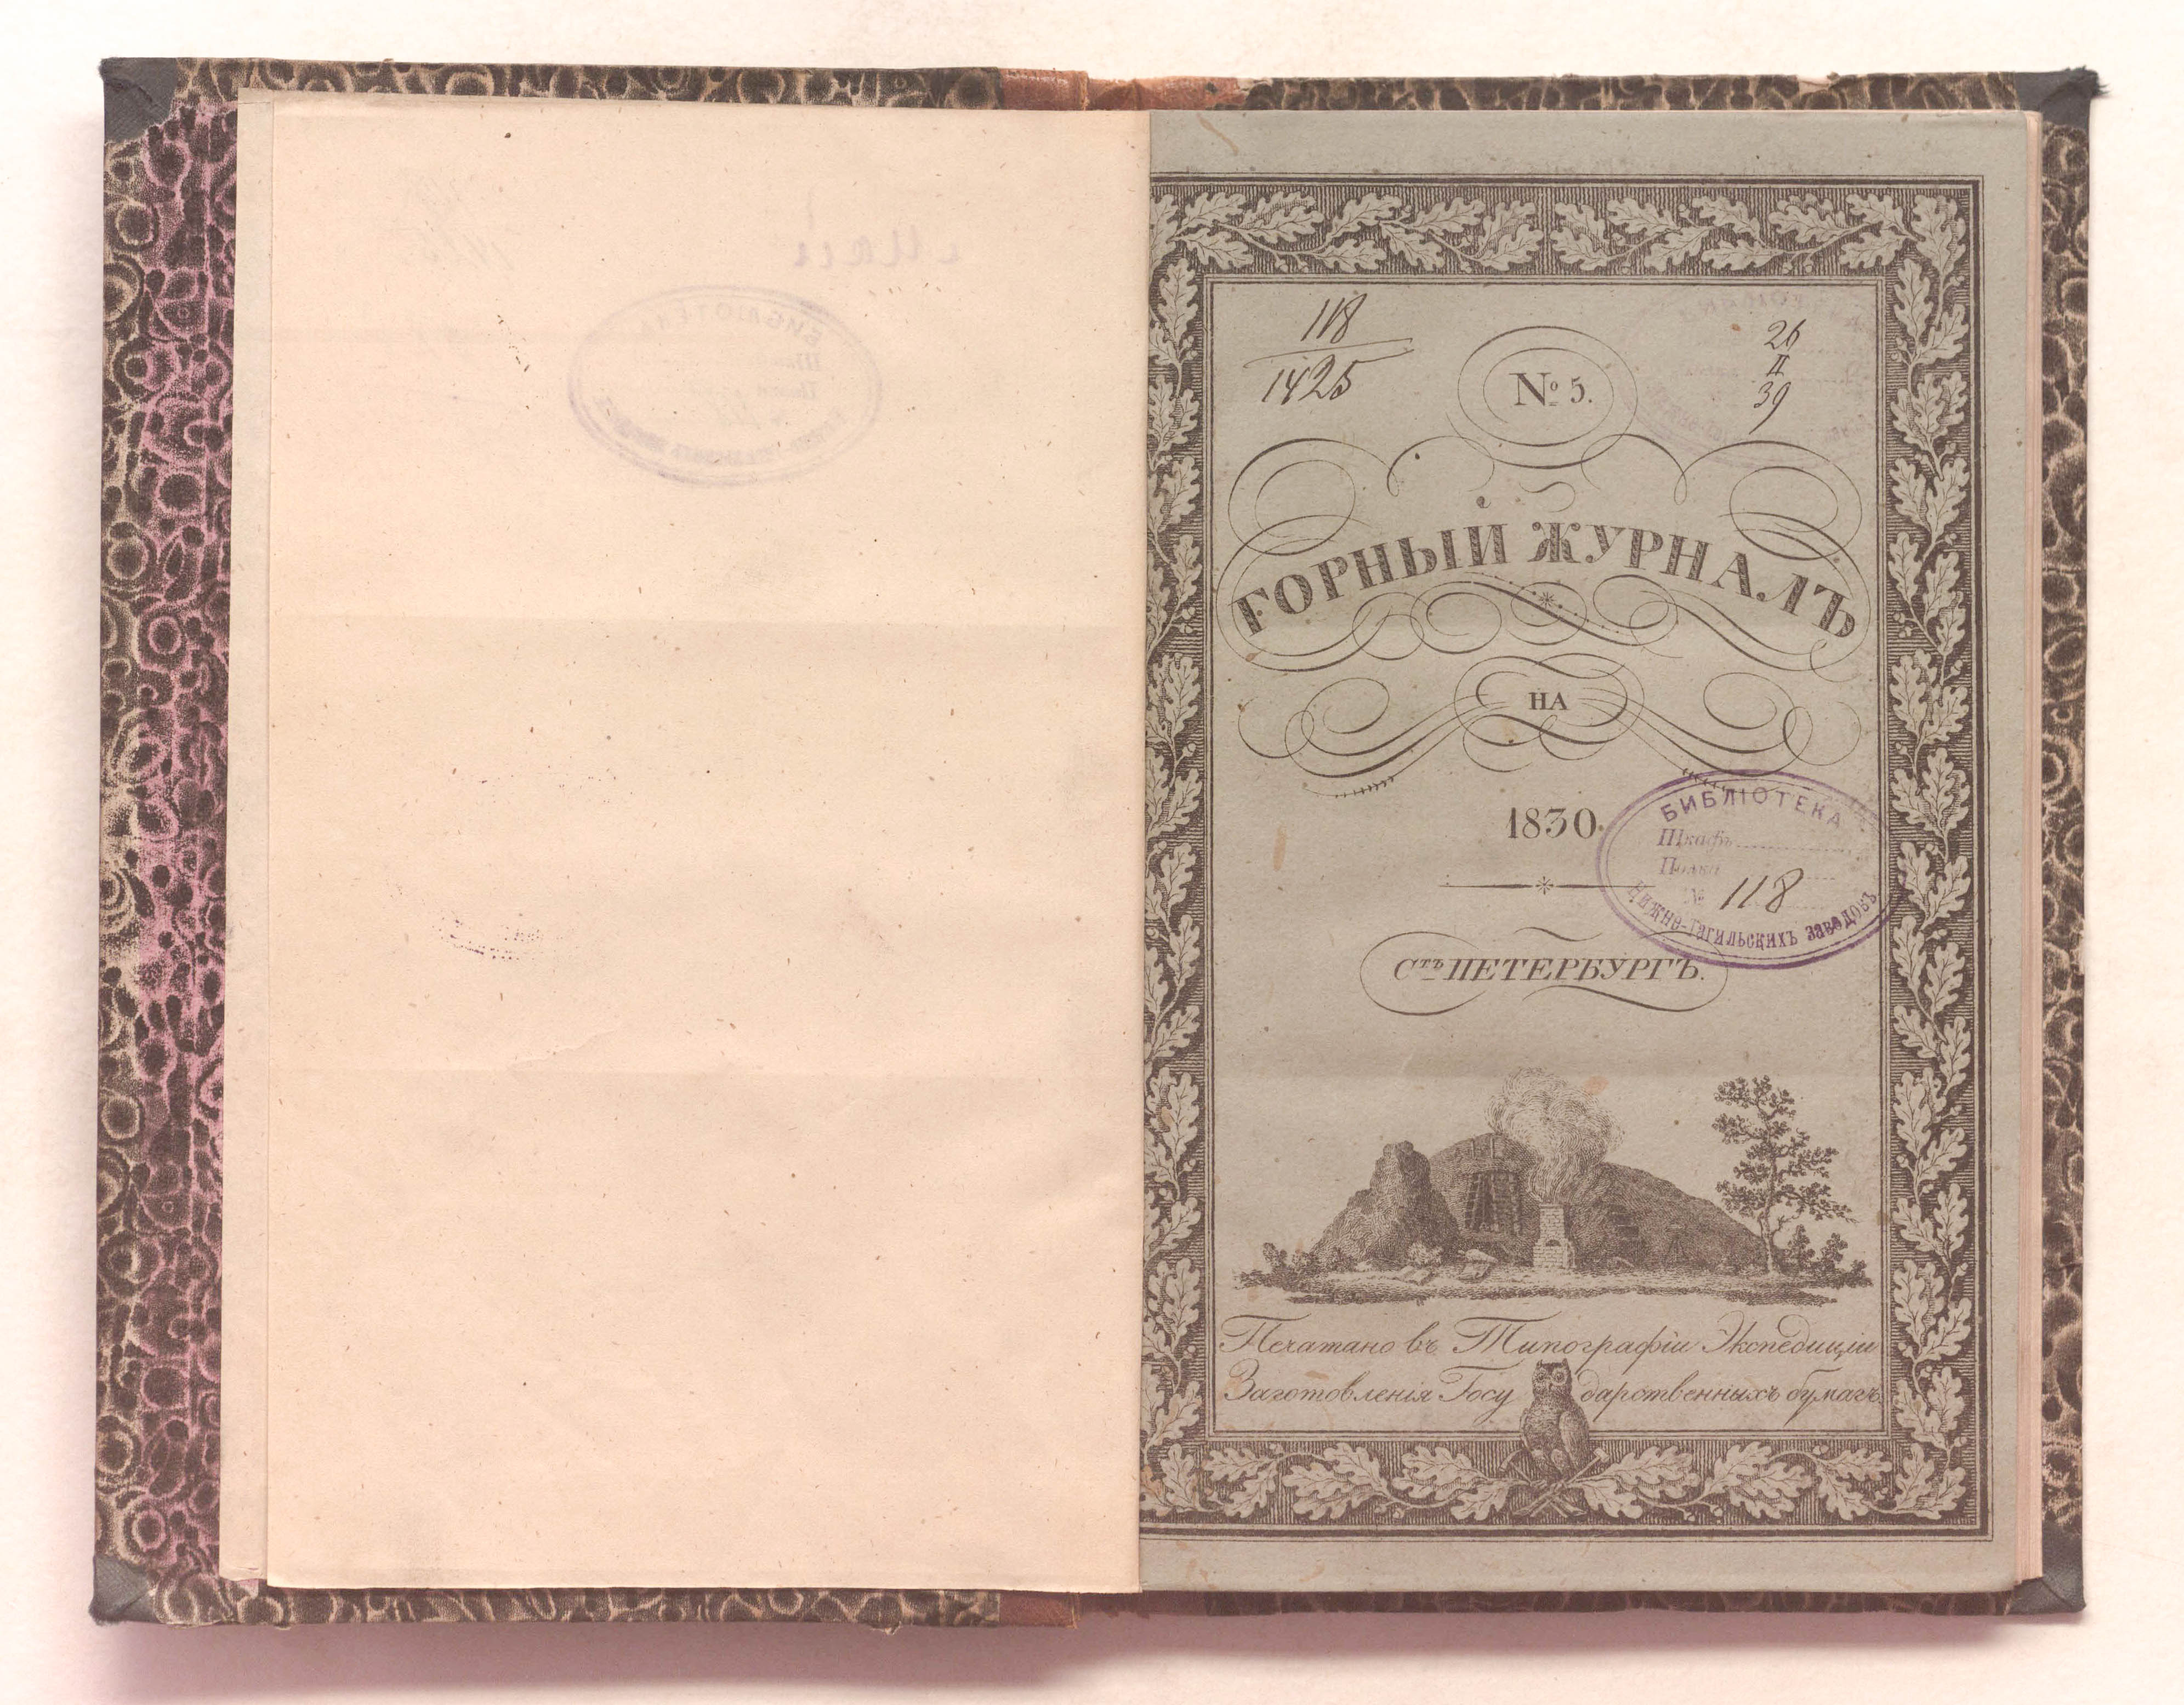 118
1425
26
II
39
№ 5.
ГОРНЫЙ ЖУРНАЛЪ
НА
1830.
БИБЛІОТЕКА
Шкафъ
Полка
№ 118
Нижне-Тагильскихъ заводовъ
Стъ ПЕТЕРБУРГЪ.
Печатано въ Типографіи Экспедиціи
Заготовленія Государственныхъ бумагъ